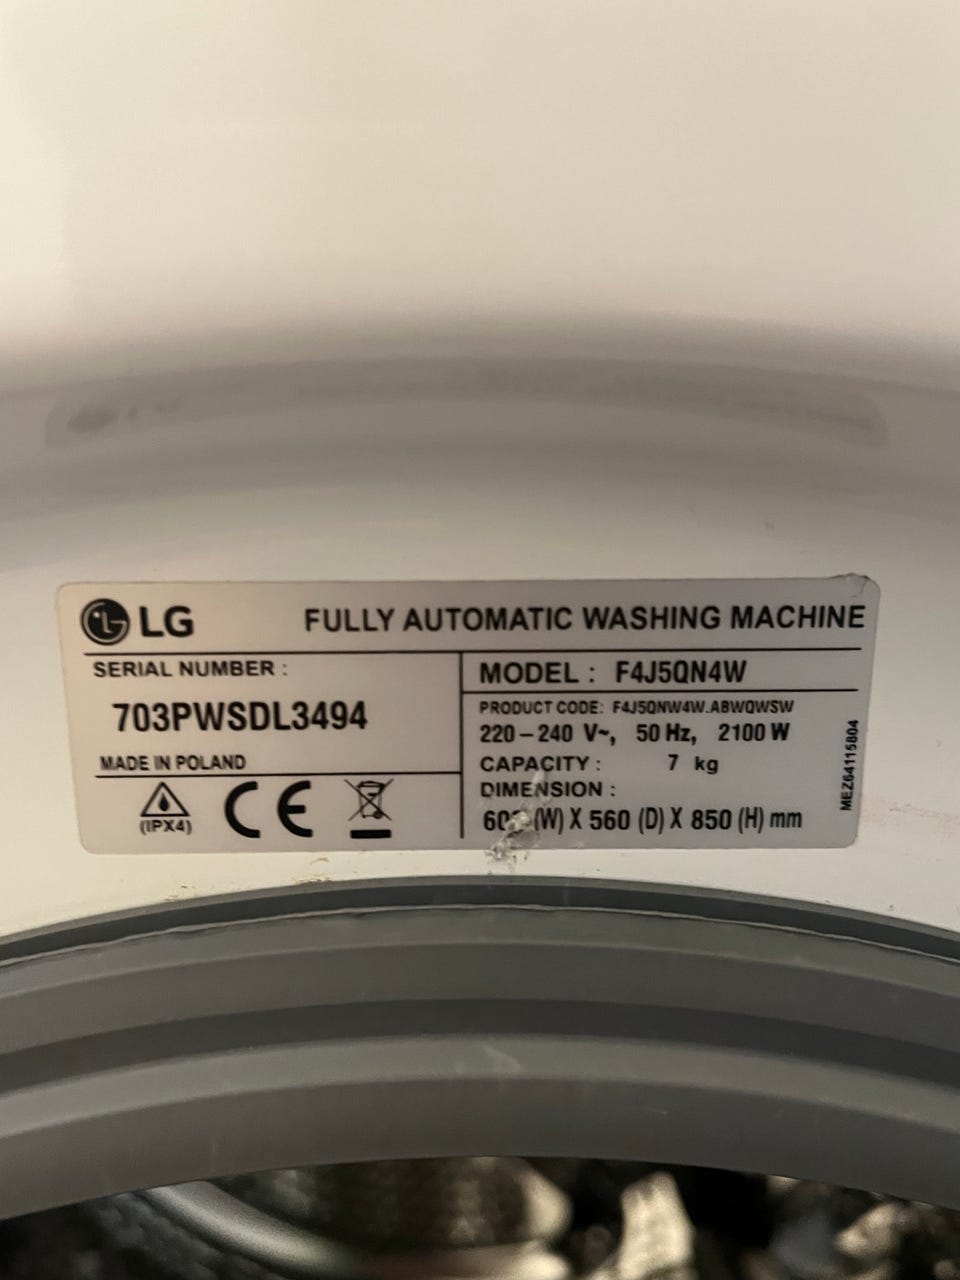 LG FULLY AUTOMATIC WASHING MACHINE
SERIAL NUMBER :
703PWSDL3494
MADE IN POLAND
(IPX4)
CE
MODEL : F4J5QN4W
PRODUCT CODE: F4J5QNW4W.ABWQWSW
220 – 240 V~, 50 Hz, 2100 W
CAPACITY : 7 kg
DIMENSION :
(W) X 560 (D) X 850 (H) mm
MEZ64115804